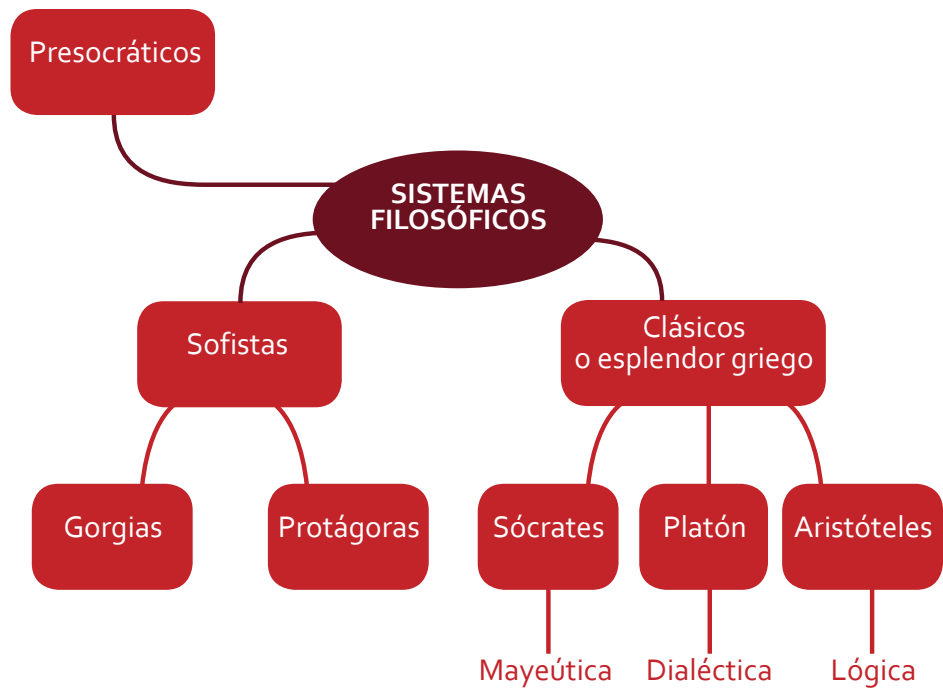 Presocráticos
SISTEMAS
FILOSÓFICOS
Sofistas
Clásicos
o esplendor griego
Gorgias
Protágoras
Sócrates
Platón
Aristóteles
Mayeútica
Dialéctica
Lógica